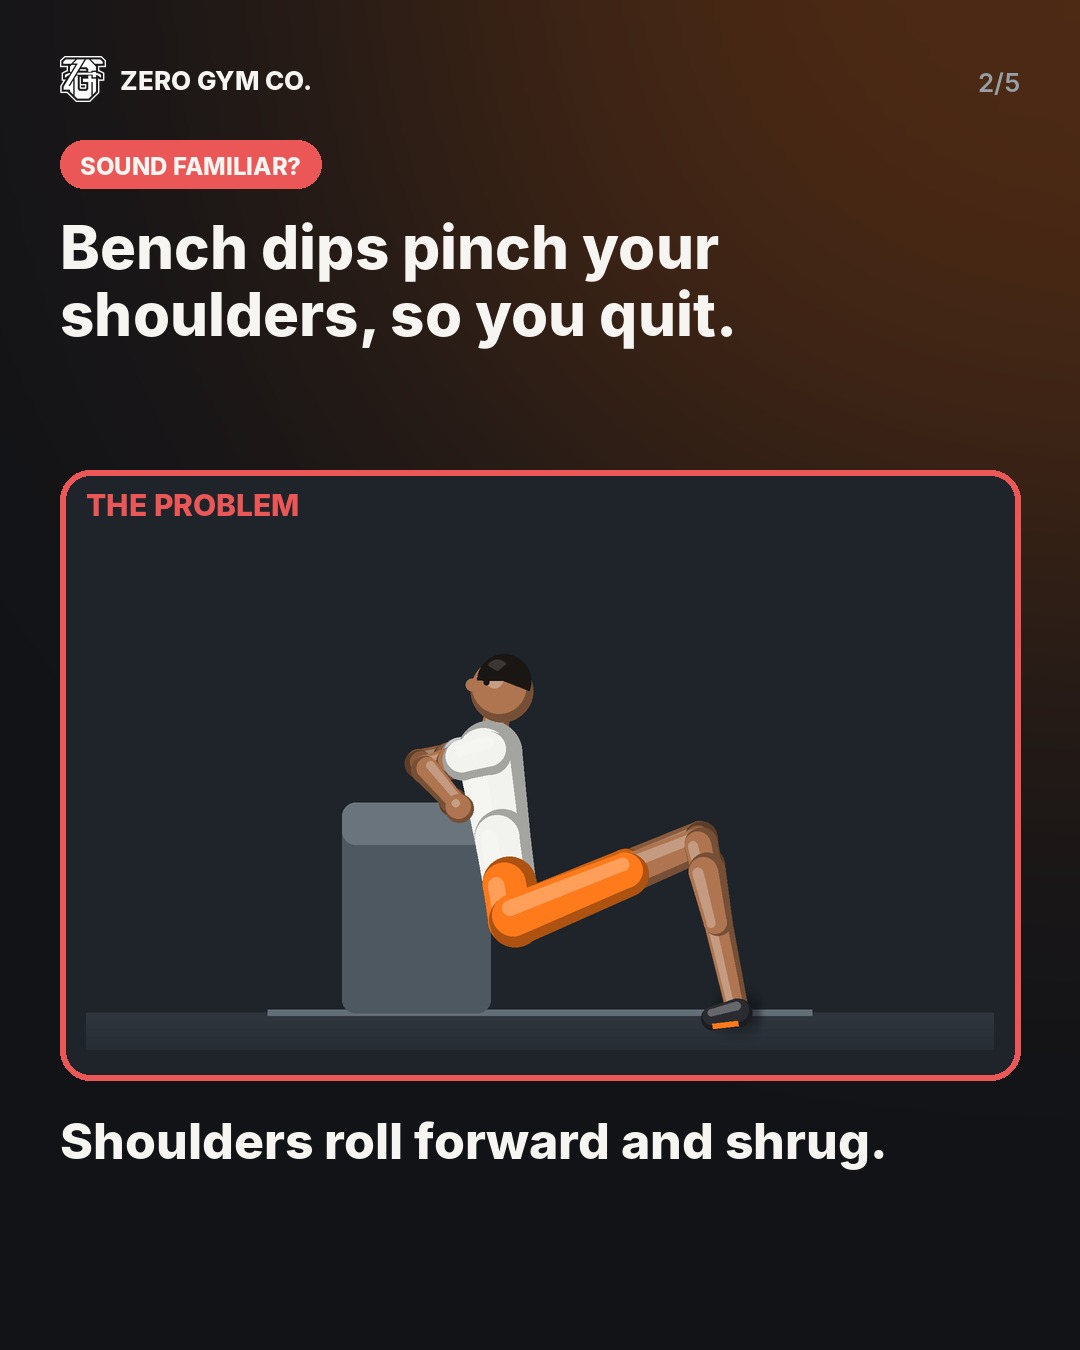 ZERO GYM CO.
2/5
SOUND FAMILIAR?
Bench dips pinch your
shoulders, so you quit.
THE PROBLEM
Shoulders roll forward and shrug.